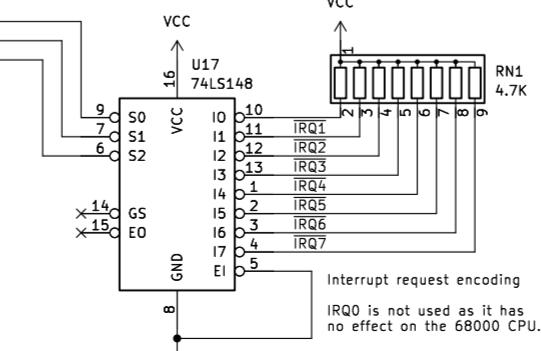 VCC
VCC
U17
74LS148
16
VCC
1
RN1
4.7K
2 3 4 5 6 7 8 9
9 S0 I0 10
7 S1 I1 11 IRQ1
6 S2 I2 12 IRQ2
I3 13 IRQ3
I4 1 IRQ4
14 GS I5 2 IRQ5
15 EO I6 3 IRQ6
I7 4 IRQ7
GND EI 5
8
Interrupt request encoding
IRQ0 is not used as it has
no effect on the 68000 CPU.